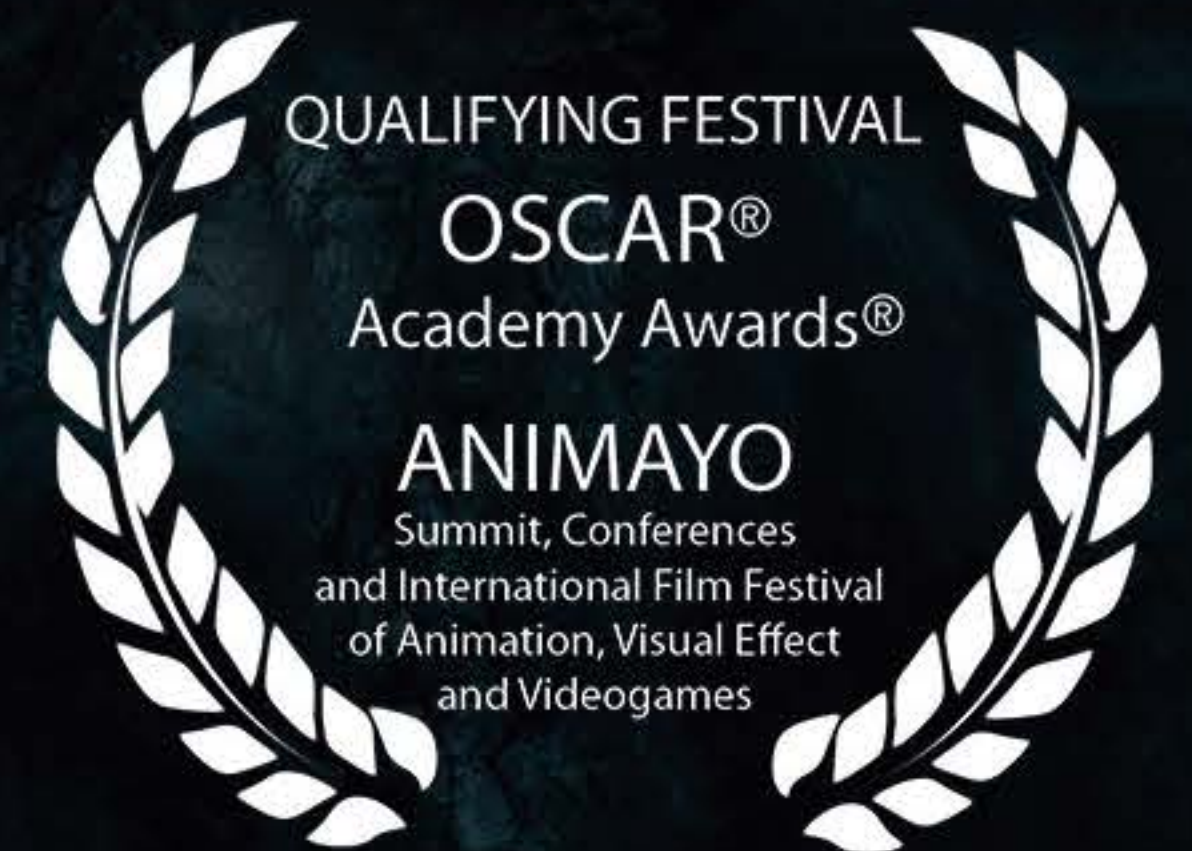 QUALIFYING FESTIVAL
OSCAR®
Academy Awards®
ANIMAYO
Summit, Conferences
and International Film Festival
of Animation, Visual Effect
and Videogames